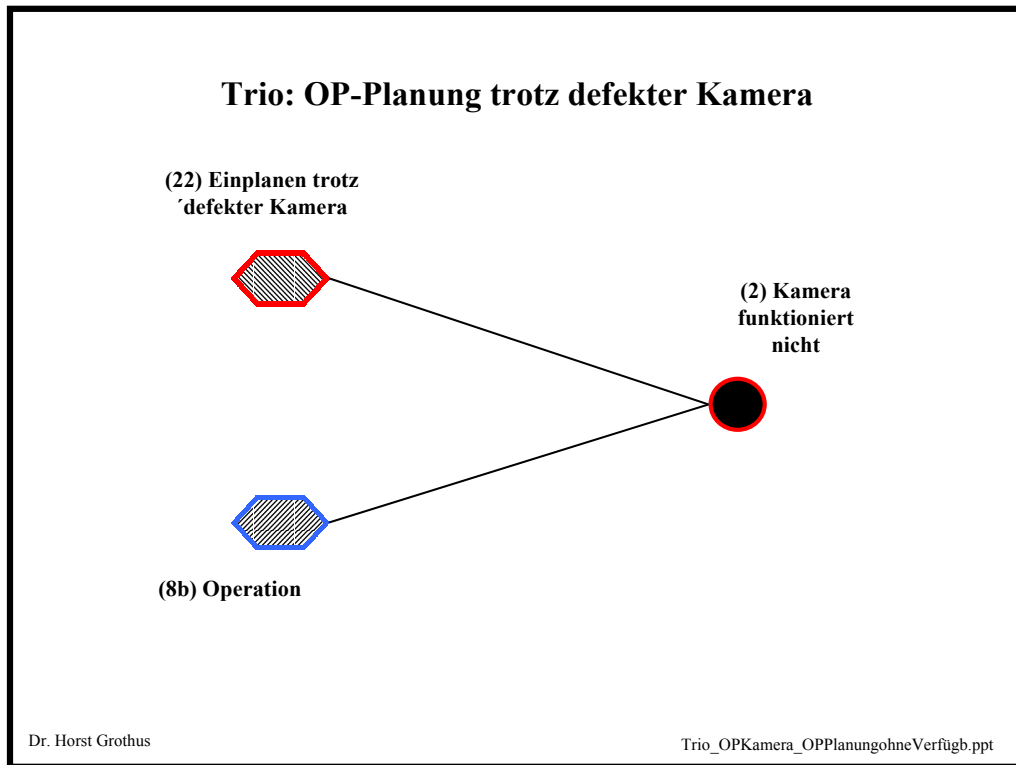 Trio: OP-Planung trotz defekter Kamera
(22) Einplanen trotz
´defekter Kamera
(2) Kamera
funktioniert
nicht
(8b) Operation
Dr. Horst Grothus
Trio_OPKamera_OPPlanungohneVerfügb.ppt